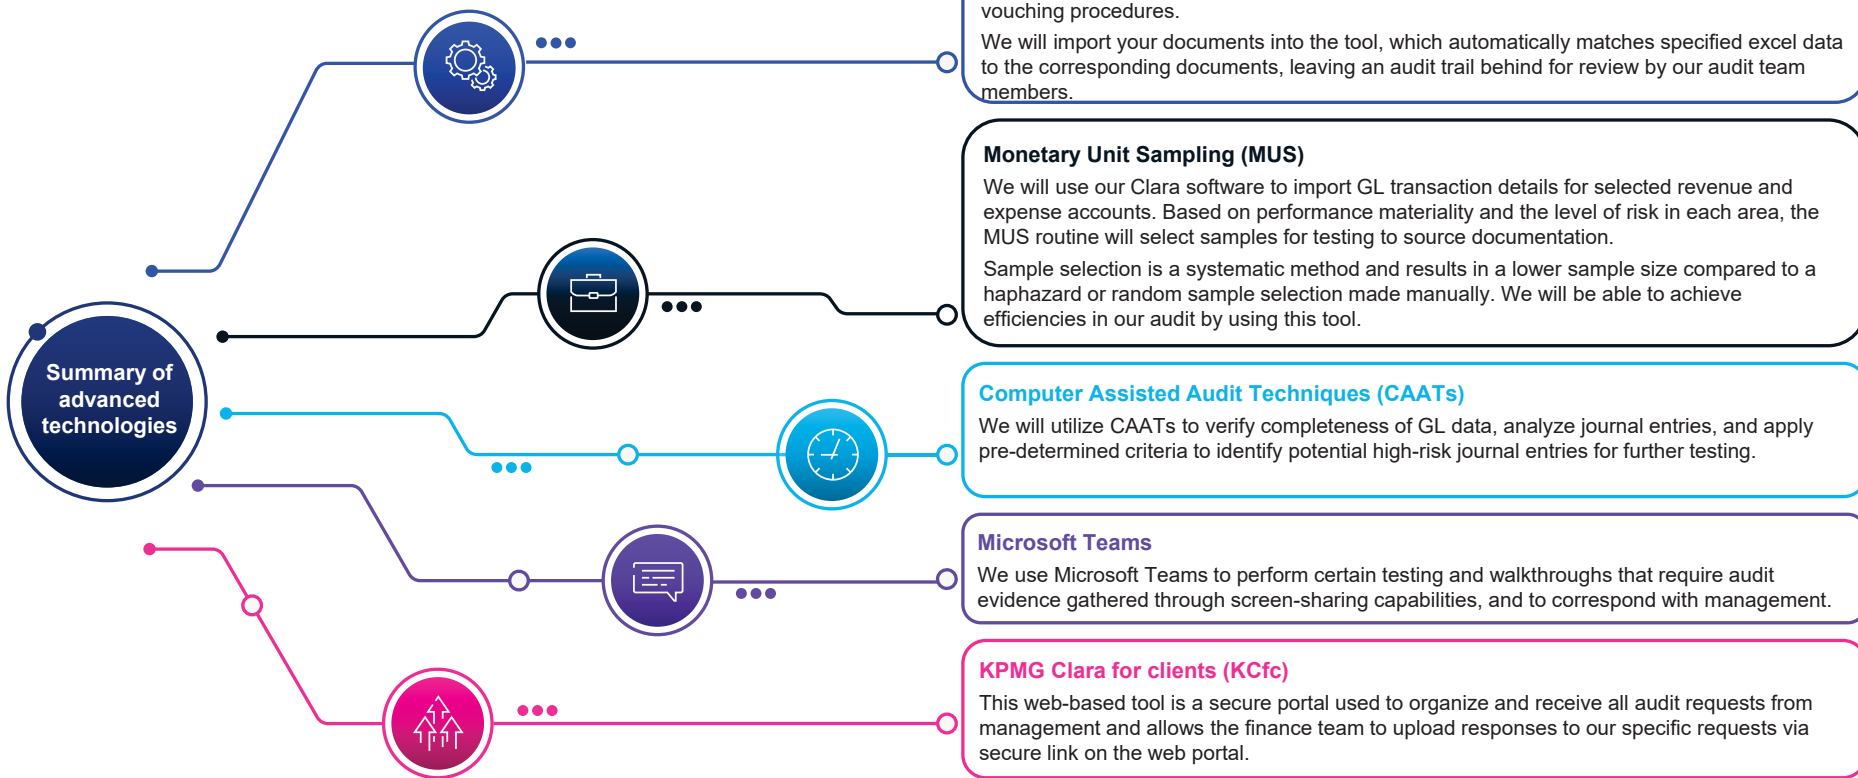 vouching procedures.
We will import your documents into the tool, which automatically matches specified excel data
to the corresponding documents, leaving an audit trail behind for review by our audit team
members.
Monetary Unit Sampling (MUS)
We will use our Clara software to import GL transaction details for selected revenue and
expense accounts. Based on performance materiality and the level of risk in each area, the
MUS routine will select samples for testing to source documentation.
Sample selection is a systematic method and results in a lower sample size compared to a
haphazard or random sample selection made manually. We will be able to achieve
efficiencies in our audit by using this tool.
Summary of
advanced
technologies
Computer Assisted Audit Techniques (CAATs)
We will utilize CAATs to verify completeness of GL data, analyze journal entries, and apply
pre-determined criteria to identify potential high-risk journal entries for further testing.
Microsoft Teams
We use Microsoft Teams to perform certain testing and walkthroughs that require audit
evidence gathered through screen-sharing capabilities, and to correspond with management.
KPMG Clara for clients (KCfc)
This web-based tool is a secure portal used to organize and receive all audit requests from
management and allows the finance team to upload responses to our specific requests via
secure link on the web portal.